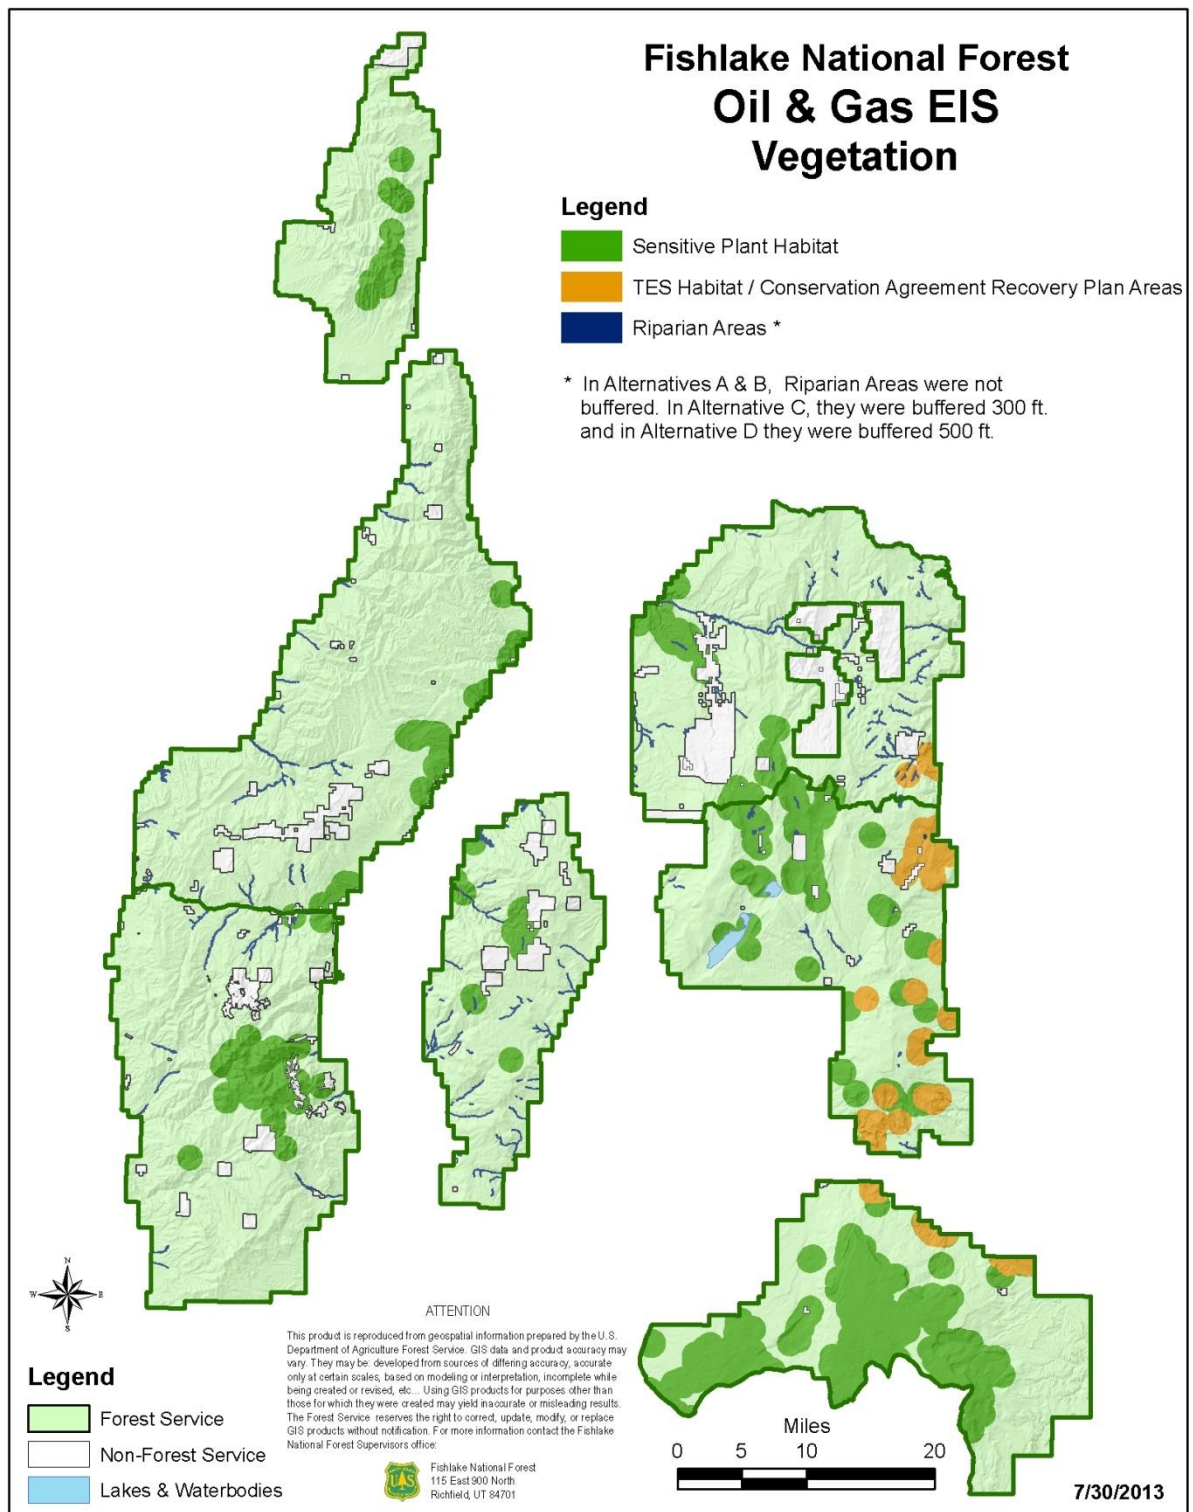 Fishlake National Forest
Oil & Gas EIS
Vegetation
Legend
Sensitive Plant Habitat
TES Habitat / Conservation Agreement Recovery Plan Areas
Riparian Areas *
* In Alternatives A & B, Riparian Areas were not
buffered. In Alternative C, they were buffered 300 ft.
and in Alternative D they were buffered 500 ft.
N
W E
S
ATTENTION
This product is reproduced from geospatial information prepared by the U.S.
Department of Agriculture Forest Service. GIS data and product accuracy may
vary. They may be: developed from sources of differing accuracy, accurate
only at certain scales, based on modeling or interpretation, incomplete while
being created or revised, etc... Using GIS products for purposes other than
those for which they were created may yield inaccurate or misleading results.
The Forest Service reserves the right to correct, update, modify, or replace
GIS products without notification. For more information contact the Fishlake
National Forest Supervisors office:
UAS
Fishlake National Forest
115 East 900 North
Richfield, UT 84701
Legend
Forest Service
Non-Forest Service
Lakes & Waterbodies
Miles
0 5 10 20
7/30/2013